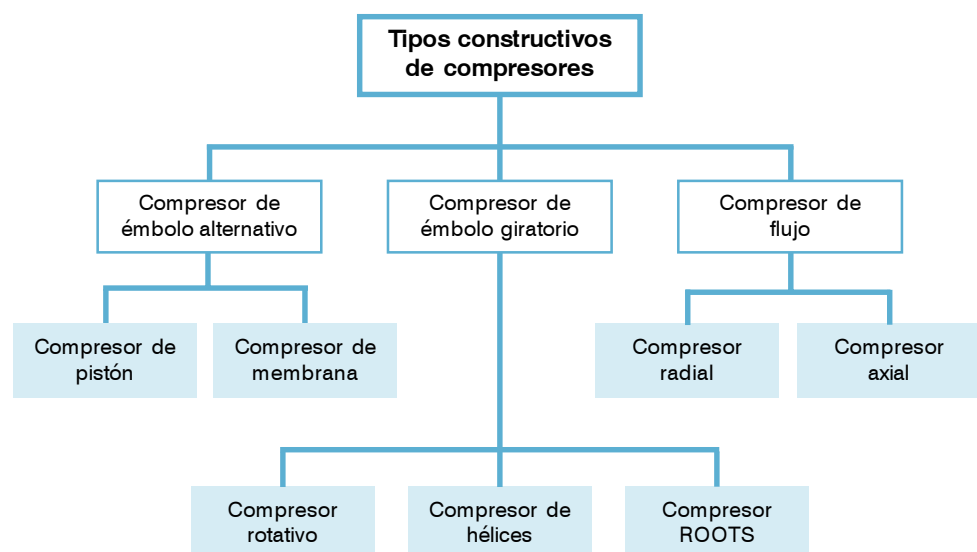 Tipos constructivos
de compresores
Compresor de
émbolo alternativo
Compresor de
émbolo giratorio
Compresor de
flujo
Compresor de
pistón
Compresor de
membrana
Compresor
radial
Compresor
axial
Compresor
rotativo
Compresor de
hélices
Compresor
ROOTS